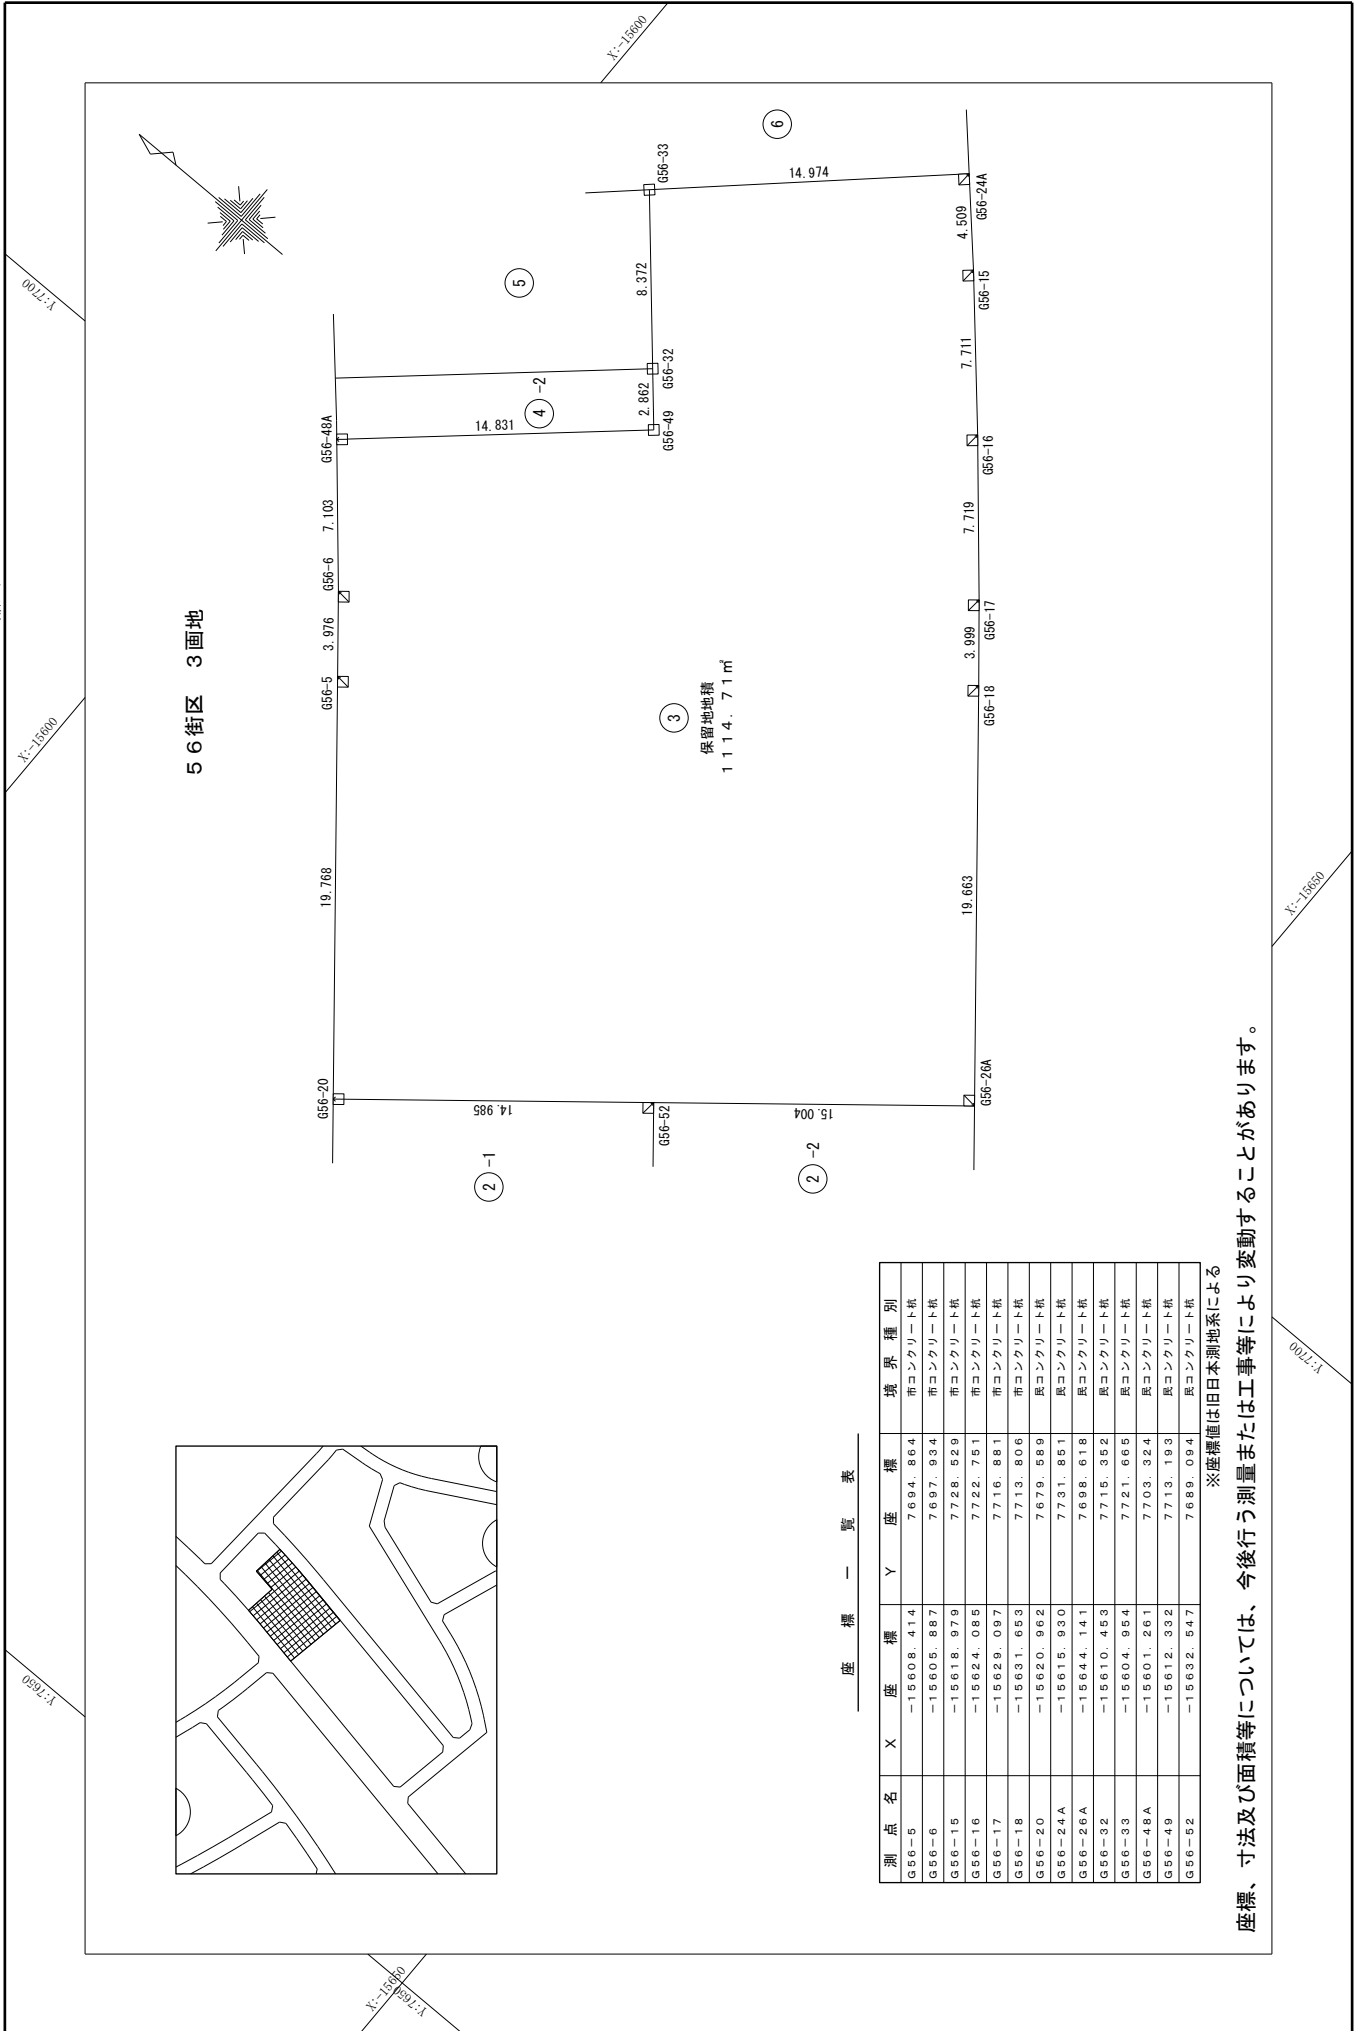 56街区 3画地
X:-15600
Y:7700
X:-15600
Y:7650
X:-15650
Y:7650
X:-15650
Y:7700
G56-20
19.768
G56-5
3.976
G56-6
7.103
G56-48A
14.831
④-2
⑤
2.862
G56-49
G56-32
8.372
G56-33
⑥
14.974
②-1
14.985
G56-52
②-2
15.004
③
保留地地積
1114.71㎡
G56-26A
19.663
G56-18
3.999
G56-17
7.719
G56-16
7.711
G56-15
4.509
G56-24A
座標一覧表
測点名 X座標 Y座標 境界種別
G56-5 -15608.414 7694.864 市コンクリート杭
G56-6 -15605.887 7697.934 市コンクリート杭
G56-15 -15618.979 7728.529 市コンクリート杭
G56-16 -15624.085 7722.751 市コンクリート杭
G56-17 -15629.097 7716.881 市コンクリート杭
G56-18 -15631.653 7713.806 市コンクリート杭
G56-20 -15620.962 7679.589 民コンクリート杭
G56-24A -15615.930 7731.851 民コンクリート杭
G56-26A -15644.141 7698.618 民コンクリート杭
G56-32 -15610.453 7715.352 民コンクリート杭
G56-33 -15604.954 7721.665 民コンクリート杭
G56-48A -15601.261 7703.324 民コンクリート杭
G56-49 -15612.332 7713.193 民コンクリート杭
G56-52 -15632.547 7689.094 民コンクリート杭
※座標値は旧日本測地系による
座標、寸法及び面積等については、今後行う測量または工事等により変動することがあります。